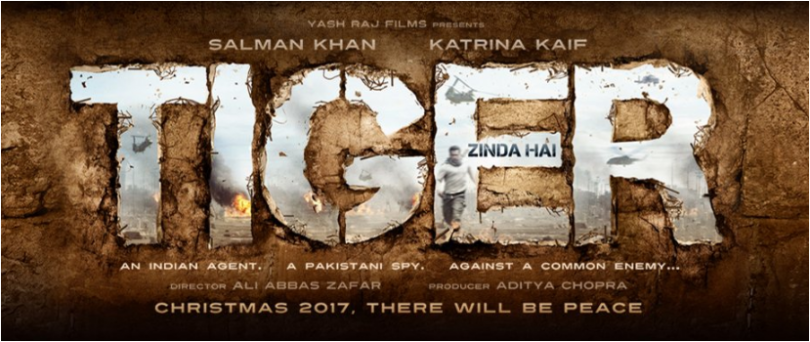 YASH RAJ FILMS PRESENTS
SALMAN KHAN KATRINA KAIF
TIGER
ZINDA HAI
AN INDIAN AGENT. A PAKISTANI SPY. AGAINST A COMMON ENEMY...
DIRECTOR ALI ABBAS ZAFAR PRODUCER ADITYA CHOPRA
CHRISTMAS 2017, THERE WILL BE PEACE